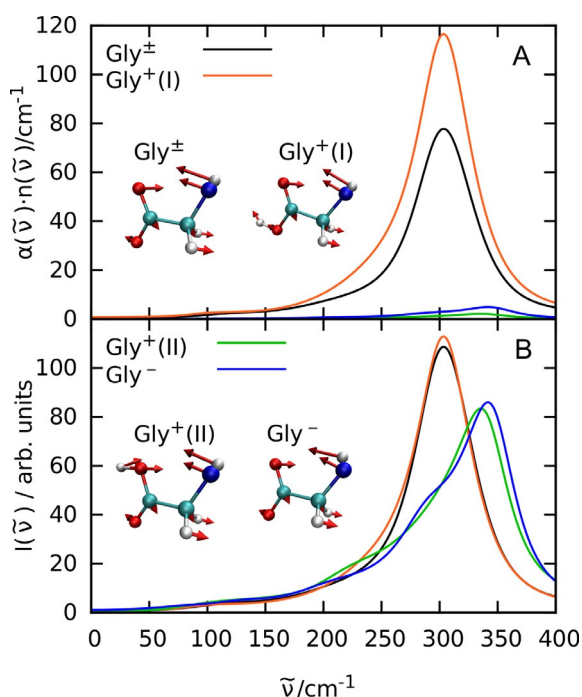 Gly± A
Gly+(I)
Gly± Gly+(I)
α(ṽ)·n(ṽ)/cm-1
120
100
80
60
40
20
0
Gly+(II) B
Gly-
Gly+(II) Gly-
I(ṽ) / arb. units
100
80
60
40
20
0
0 50 100 150 200 250 300 350 400
ṽ/cm-1